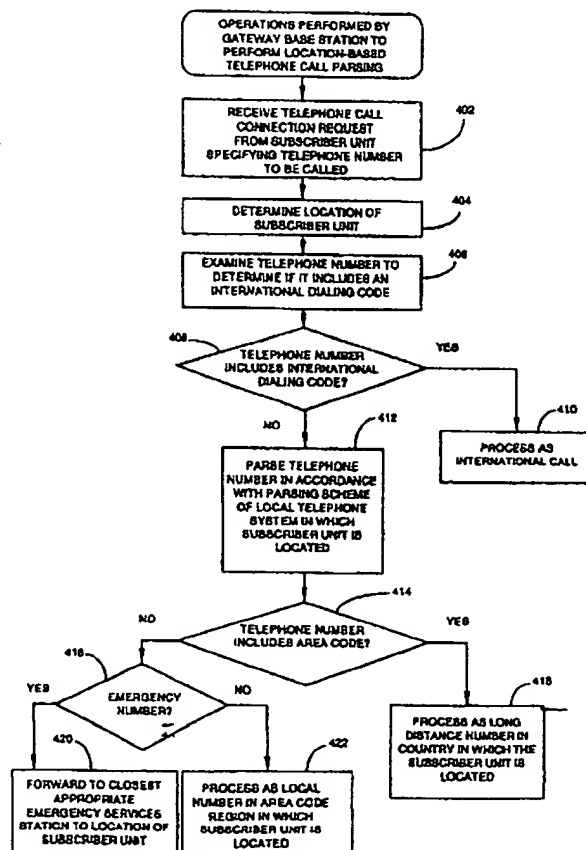 OPERATIONS PERFORMED BY
GATEWAY BASE STATION TO
PERFORM LOCATION-BASED
TELEPHONE CALL PARSING
RECEIVE TELEPHONE CALL
CONNECTION REQUEST
FROM SUBSCRIBER UNIT
SPECIFYING TELEPHONE NUMBER
TO BE CALLED
402
DETERMINE LOCATION OF
SUBSCRIBER UNIT
404
EXAMINE TELEPHONE NUMBER TO
DETERMINE IF IT INCLUDES AN
INTERNATIONAL DIALING CODE
406
408
TELEPHONE NUMBER
INCLUDES INTERNATIONAL
DIALING CODE?
YES
NO
410
PROCESS AS
INTERNATIONAL CALL
412
PARSE TELEPHONE
NUMBER IN ACCORDANCE
WITH PARSING SCHEME
OF LOCAL TELEPHONE
SYSTEM IN WHICH
SUBSCRIBER UNIT IS
LOCATED
414
TELEPHONE NUMBER
INCLUDES AREA CODE?
NO
YES
416
EMERGENCY
NUMBER?
YES
NO
418
PROCESS AS LONG
DISTANCE NUMBER IN
COUNTRY IN WHICH THE
SUBSCRIBER UNIT IS
LOCATED
420
FORWARD TO CLOSEST
APPROPRIATE
EMERGENCY SERVICES
STATION TO LOCATION OF
SUBSCRIBER UNIT
422
PROCESS AS LOCAL
NUMBER IN AREA CODE
REGION IN WHICH
SUBSCRIBER UNIT IS
LOCATED